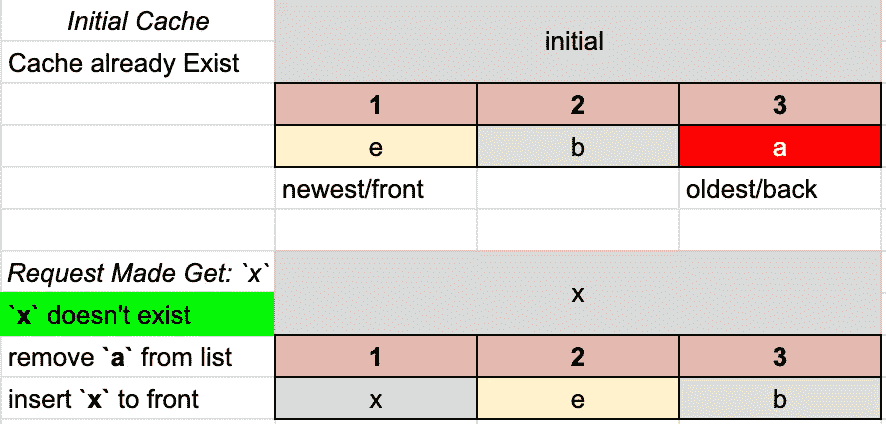 Initial Cache
initial
Cache already Exist
1 2 3
e b a
newest/front oldest/back
Request Made Get: `x`
x
`x` doesn't exist
remove `a` from list 1 2 3
insert `x` to front x e b